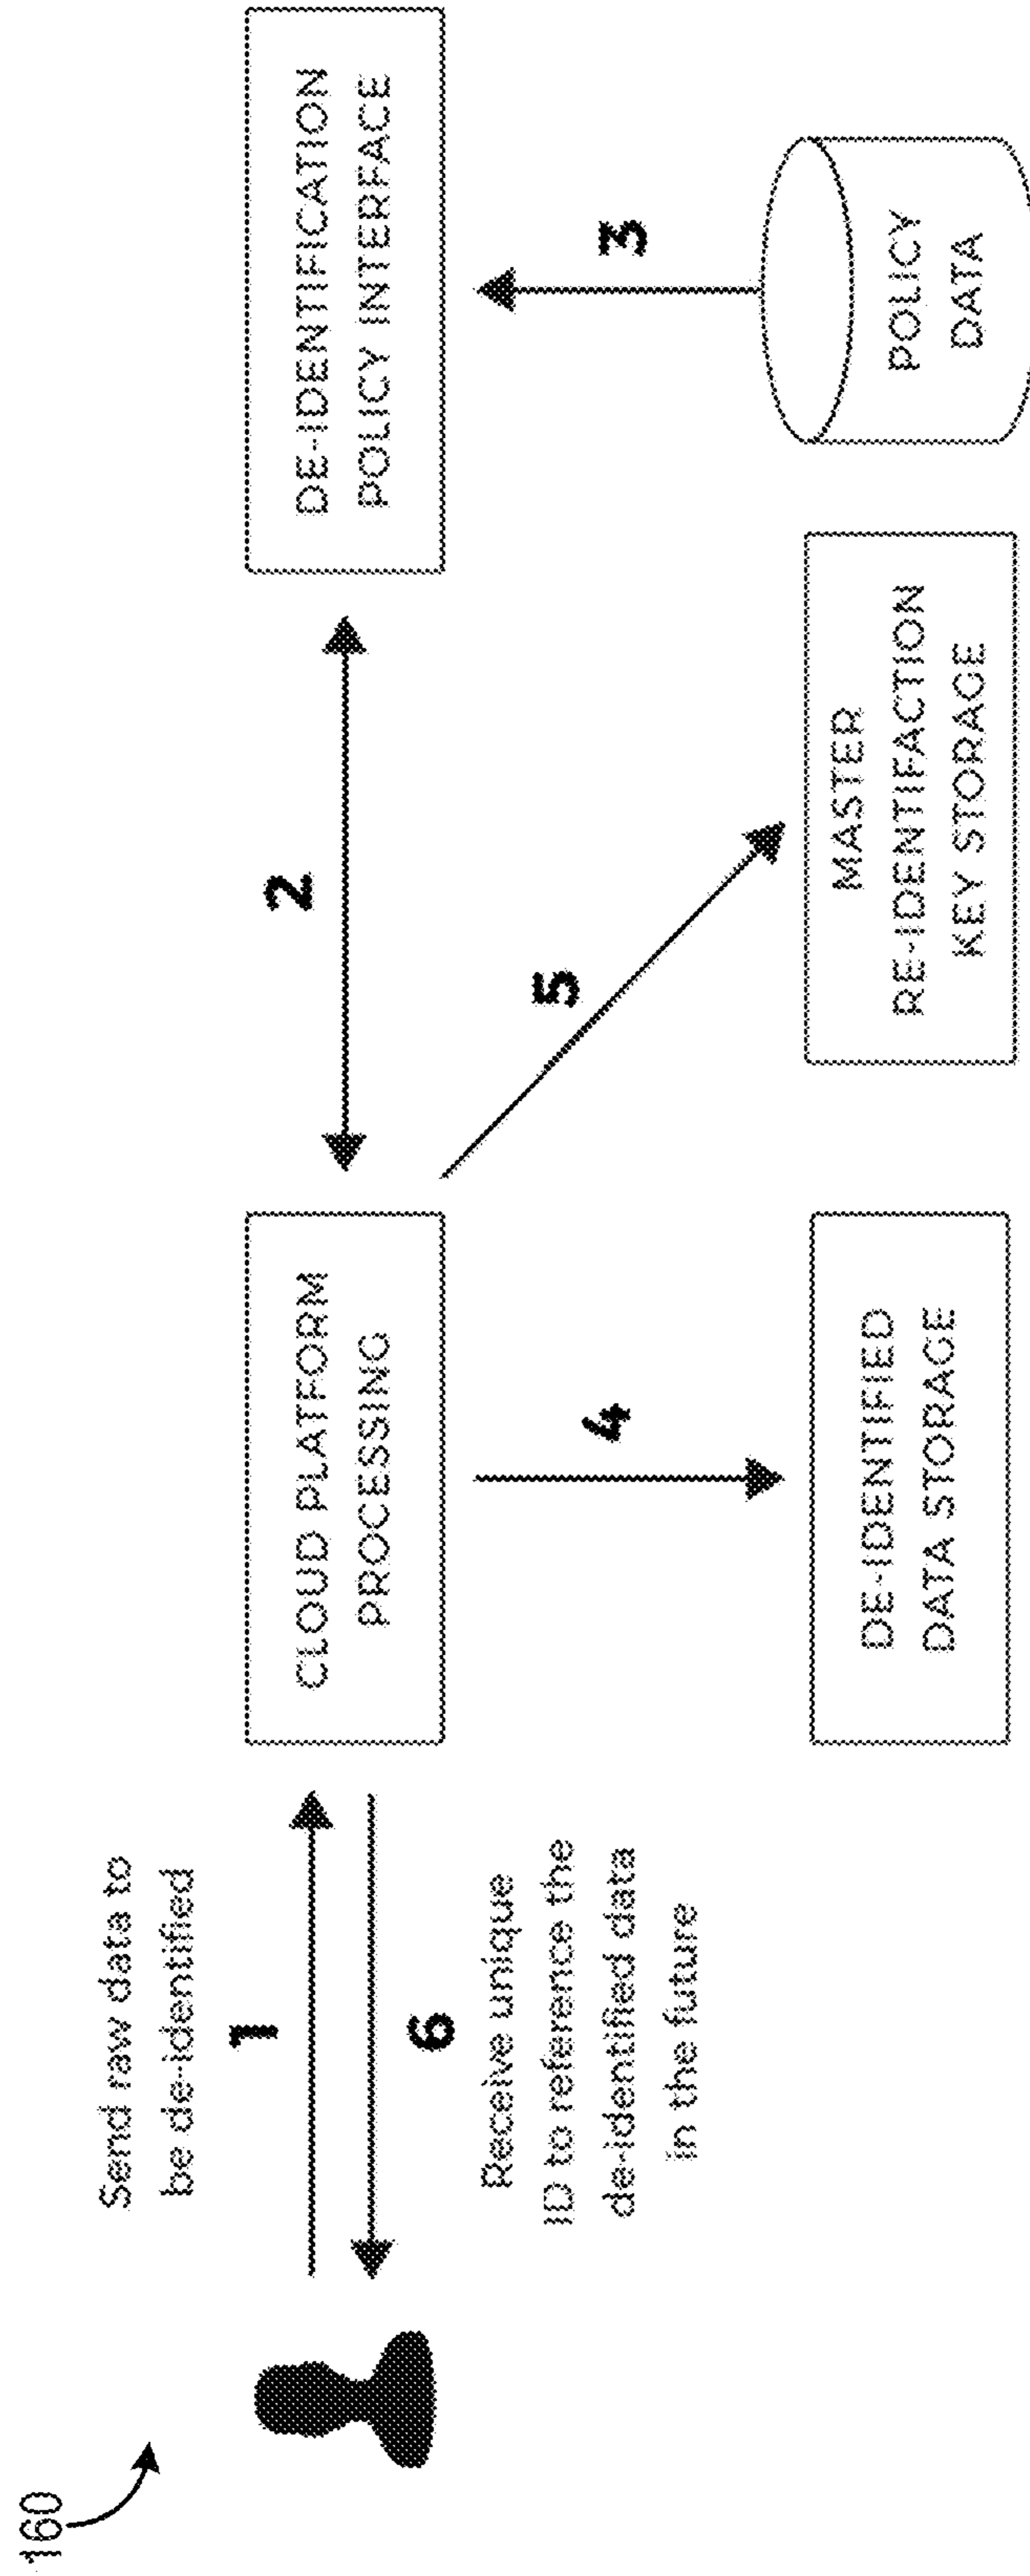 160
Send raw data to
be de-identified
1
6
Receive unique
ID to reference the
de-identified data
in the future
CLOUD PLATFORM
PROCESSING
2
DE-IDENTIFICATION
POLICY INTERFACE
4
5
3
DE-IDENTIFIED
DATA STORAGE
MASTER
RE-IDENTIFACTION
KEY STORAGE
POLICY
DATA